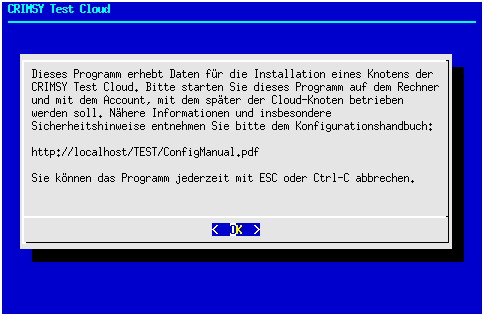 CRIMSY Test Cloud
Dieses Programm erhebt Daten für die Installation eines Knotens der
CRIMSY Test Cloud. Bitte starten Sie dieses Programm auf dem Rechner
und mit dem Account, mit dem später der Cloud-Knoten betrieben
werden soll. Nähere Informationen und insbesondere
Sicherheitshinweise entnehmen Sie bitte dem Konfigurationshandbuch:
http://localhost/TEST/ConfigManual.pdf
Sie können das Programm jederzeit mit ESC oder Ctrl-C abbrechen.
< OK >